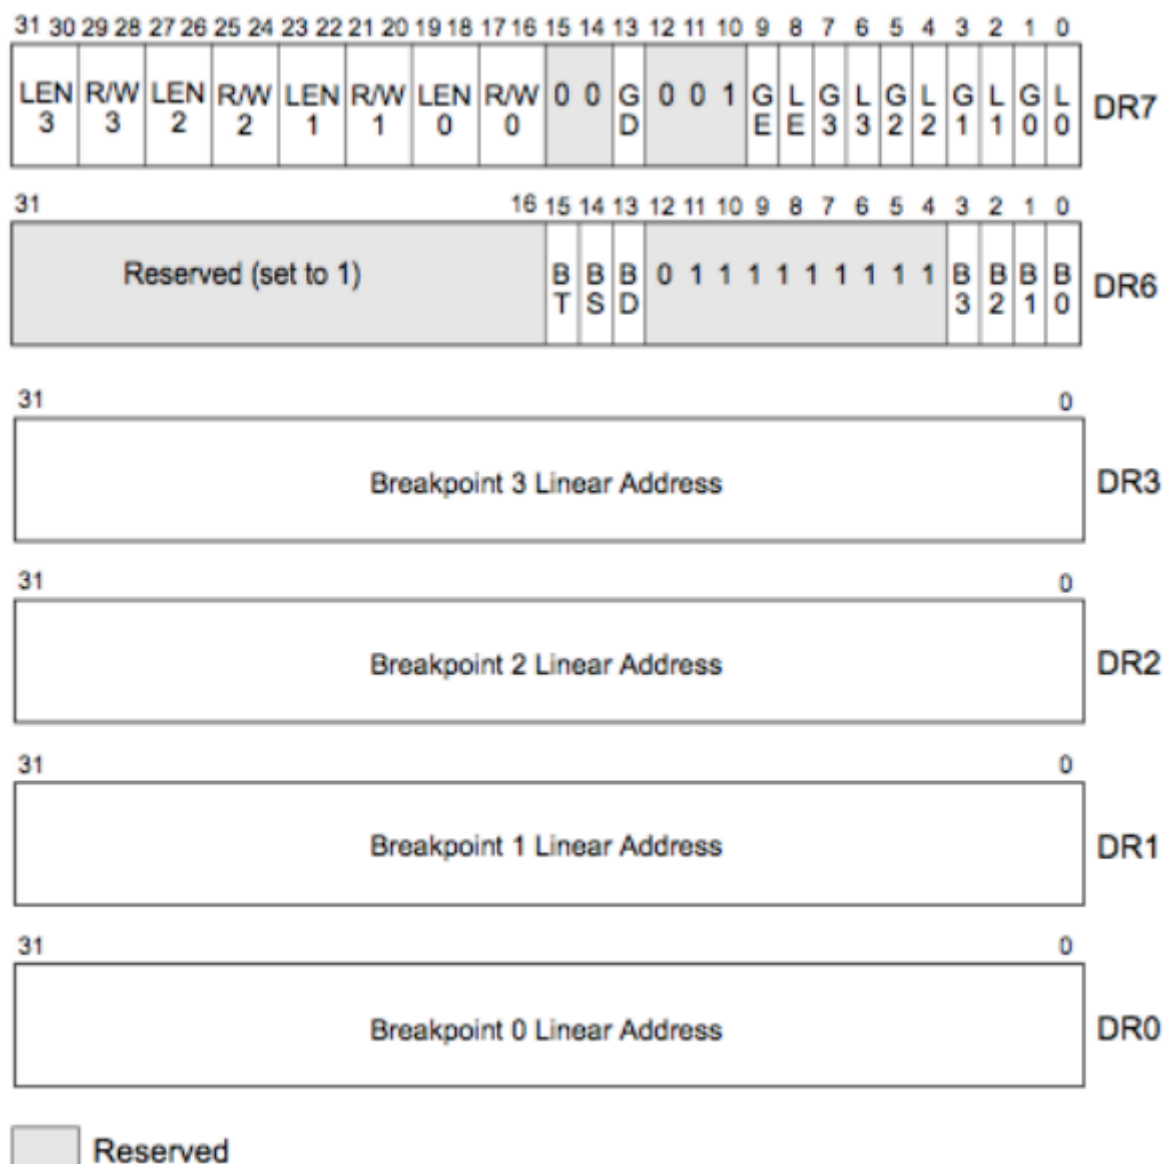 31 30 29 28 27 26 25 24 23 22 21 20 19 18 17 16 15 14 13 12 11 10 9 8 7 6 5 4 3 2 1 0
LEN R/W LEN R/W LEN R/W LEN R/W 0 0 G 0 0 1 G L G L G L G L G L DR7
3 3 2 2 1 1 0 0 D E E 3 3 2 2 1 1 0 0
31 16 15 14 13 12 11 10 9 8 7 6 5 4 3 2 1 0
Reserved (set to 1) B B B 0 1 1 1 1 1 1 1 1 B B B B DR6
T S D 3 2 1 0
31 0
Breakpoint 3 Linear Address DR3
31 0
Breakpoint 2 Linear Address DR2
31 0
Breakpoint 1 Linear Address DR1
31 0
Breakpoint 0 Linear Address DR0
Reserved